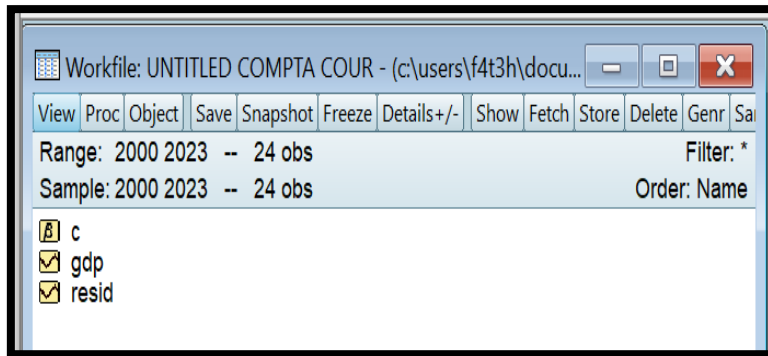 Workfile: UNTITLED COMPTA COUR - (c:\users\f4t3h\docu...
View Proc Object Save Snapshot Freeze Details+/- Show Fetch Store Delete Genr Sa
Range: 2000 2023 -- 24 obs Filter: *
Sample: 2000 2023 -- 24 obs Order: Name
β c
gdp
resid